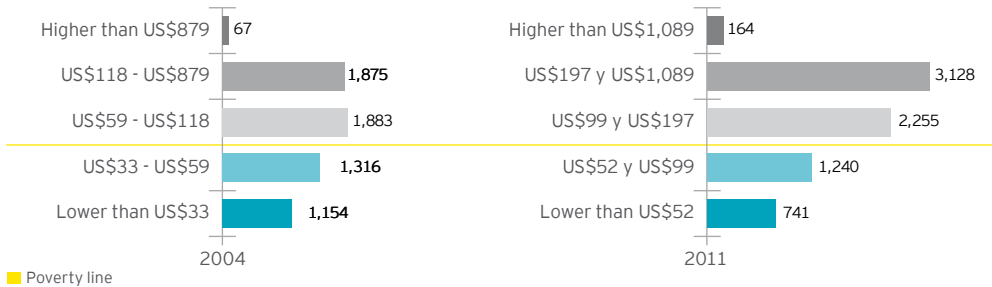 Higher than US$879 67
US$118 - US$879 1,875
US$59 - US$118 1,883
US$33 - US$59 1,316
Lower than US$33 1,154
2004
Higher than US$1,089 164
US$197 y US$1,089 3,128
US$99 y US$197 2,255
US$52 y US$99 1,240
Lower than US$52 741
2011
Poverty line